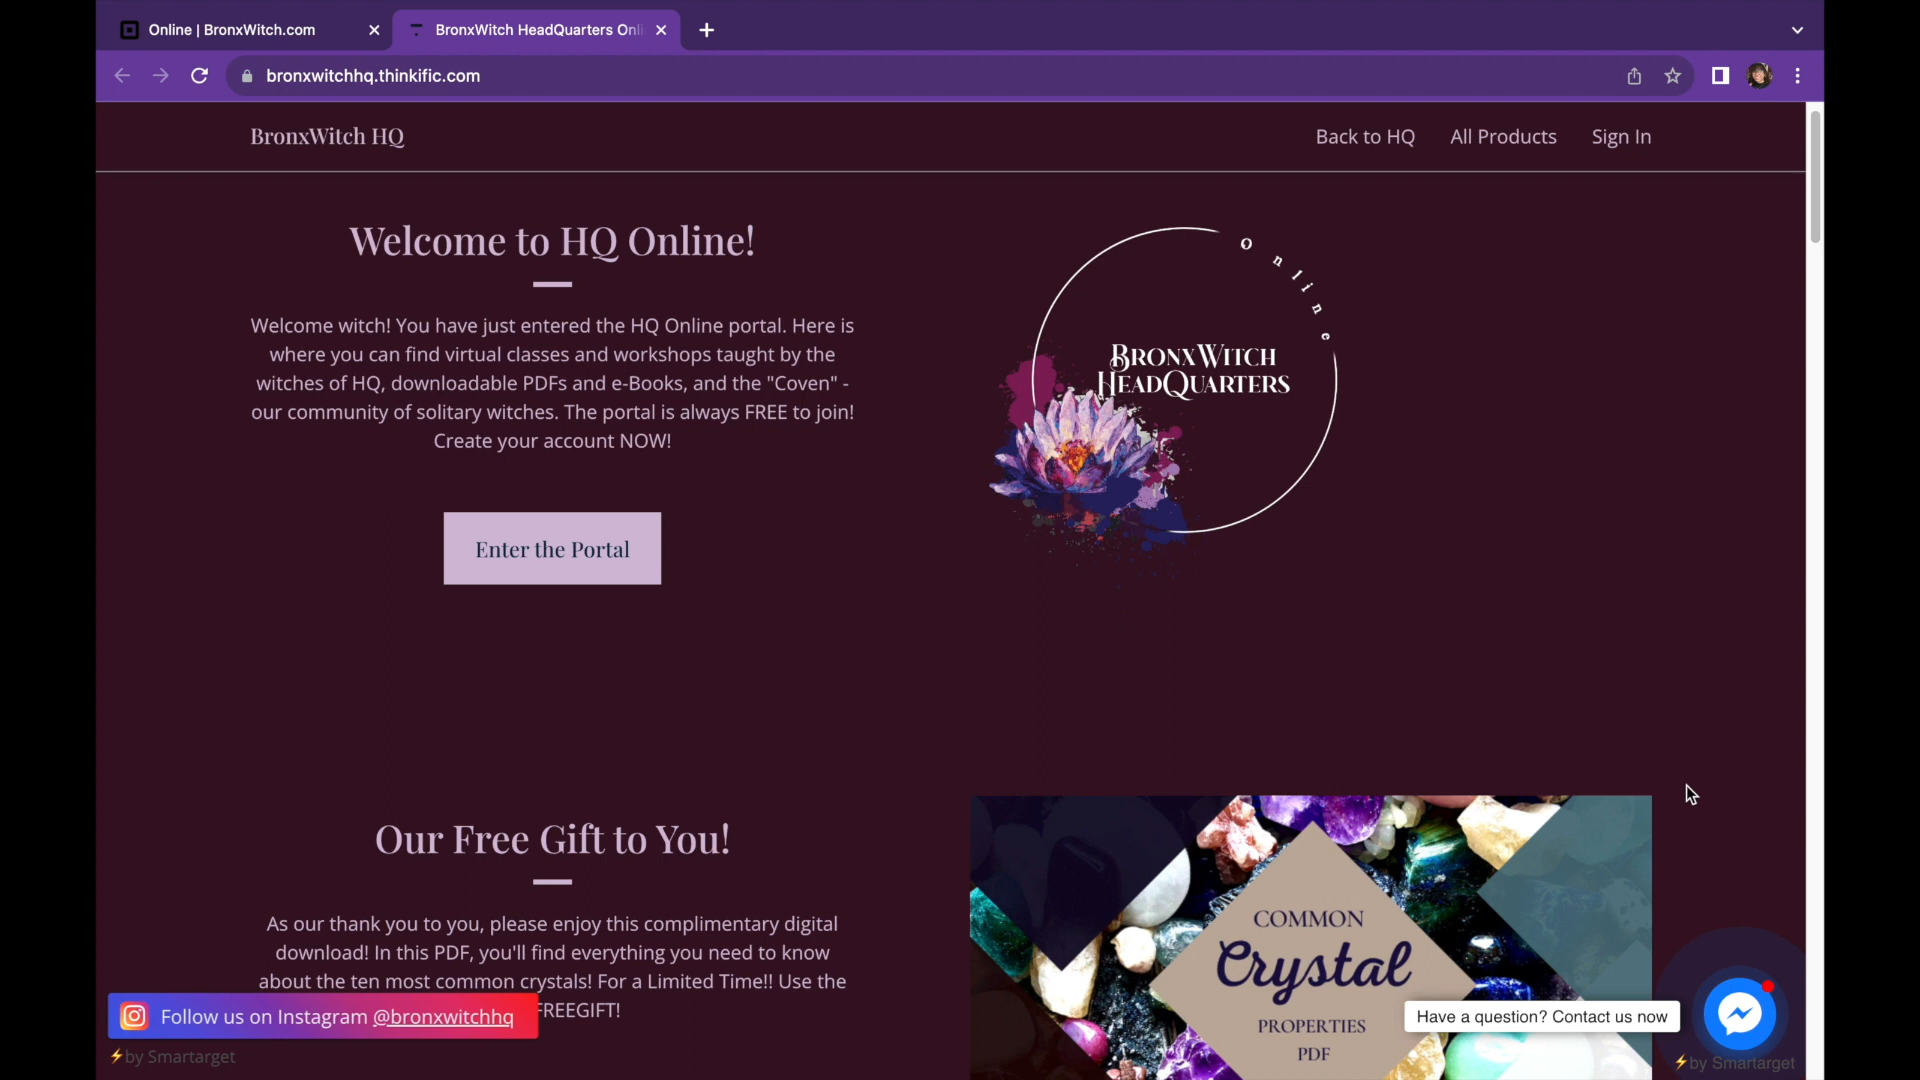 Online | BronxWitch.com
BronxWitch HeadQuarters Onli
bronxwitchhq.thinkific.com
BronxWitch HQ
Back to HQ
All Products
Sign In
Welcome to HQ Online!
Welcome witch! You have just entered the HQ Online portal. Here is
where you can find virtual classes and workshops taught by the
witches of HQ, downloadable PDFs and e-Books, and the "Coven" -
our community of solitary witches. The portal is always FREE to join!
Create your account NOW!
Enter the Portal
Online
BRONXWITCH
HEADQUARTERS
Our Free Gift to You!
As our thank you to you, please enjoy this complimentary digital
download! In this PDF, you'll find everything you need to know
about the ten most common crystals! For a Limited Time!! Use the
FREEGIFT!
COMMON
Crystal
PROPERTIES
PDF
Follow us on Instagram @bronxwitchhq
⚡by Smartarget
Have a question? Contact us now
⚡by Smartarget